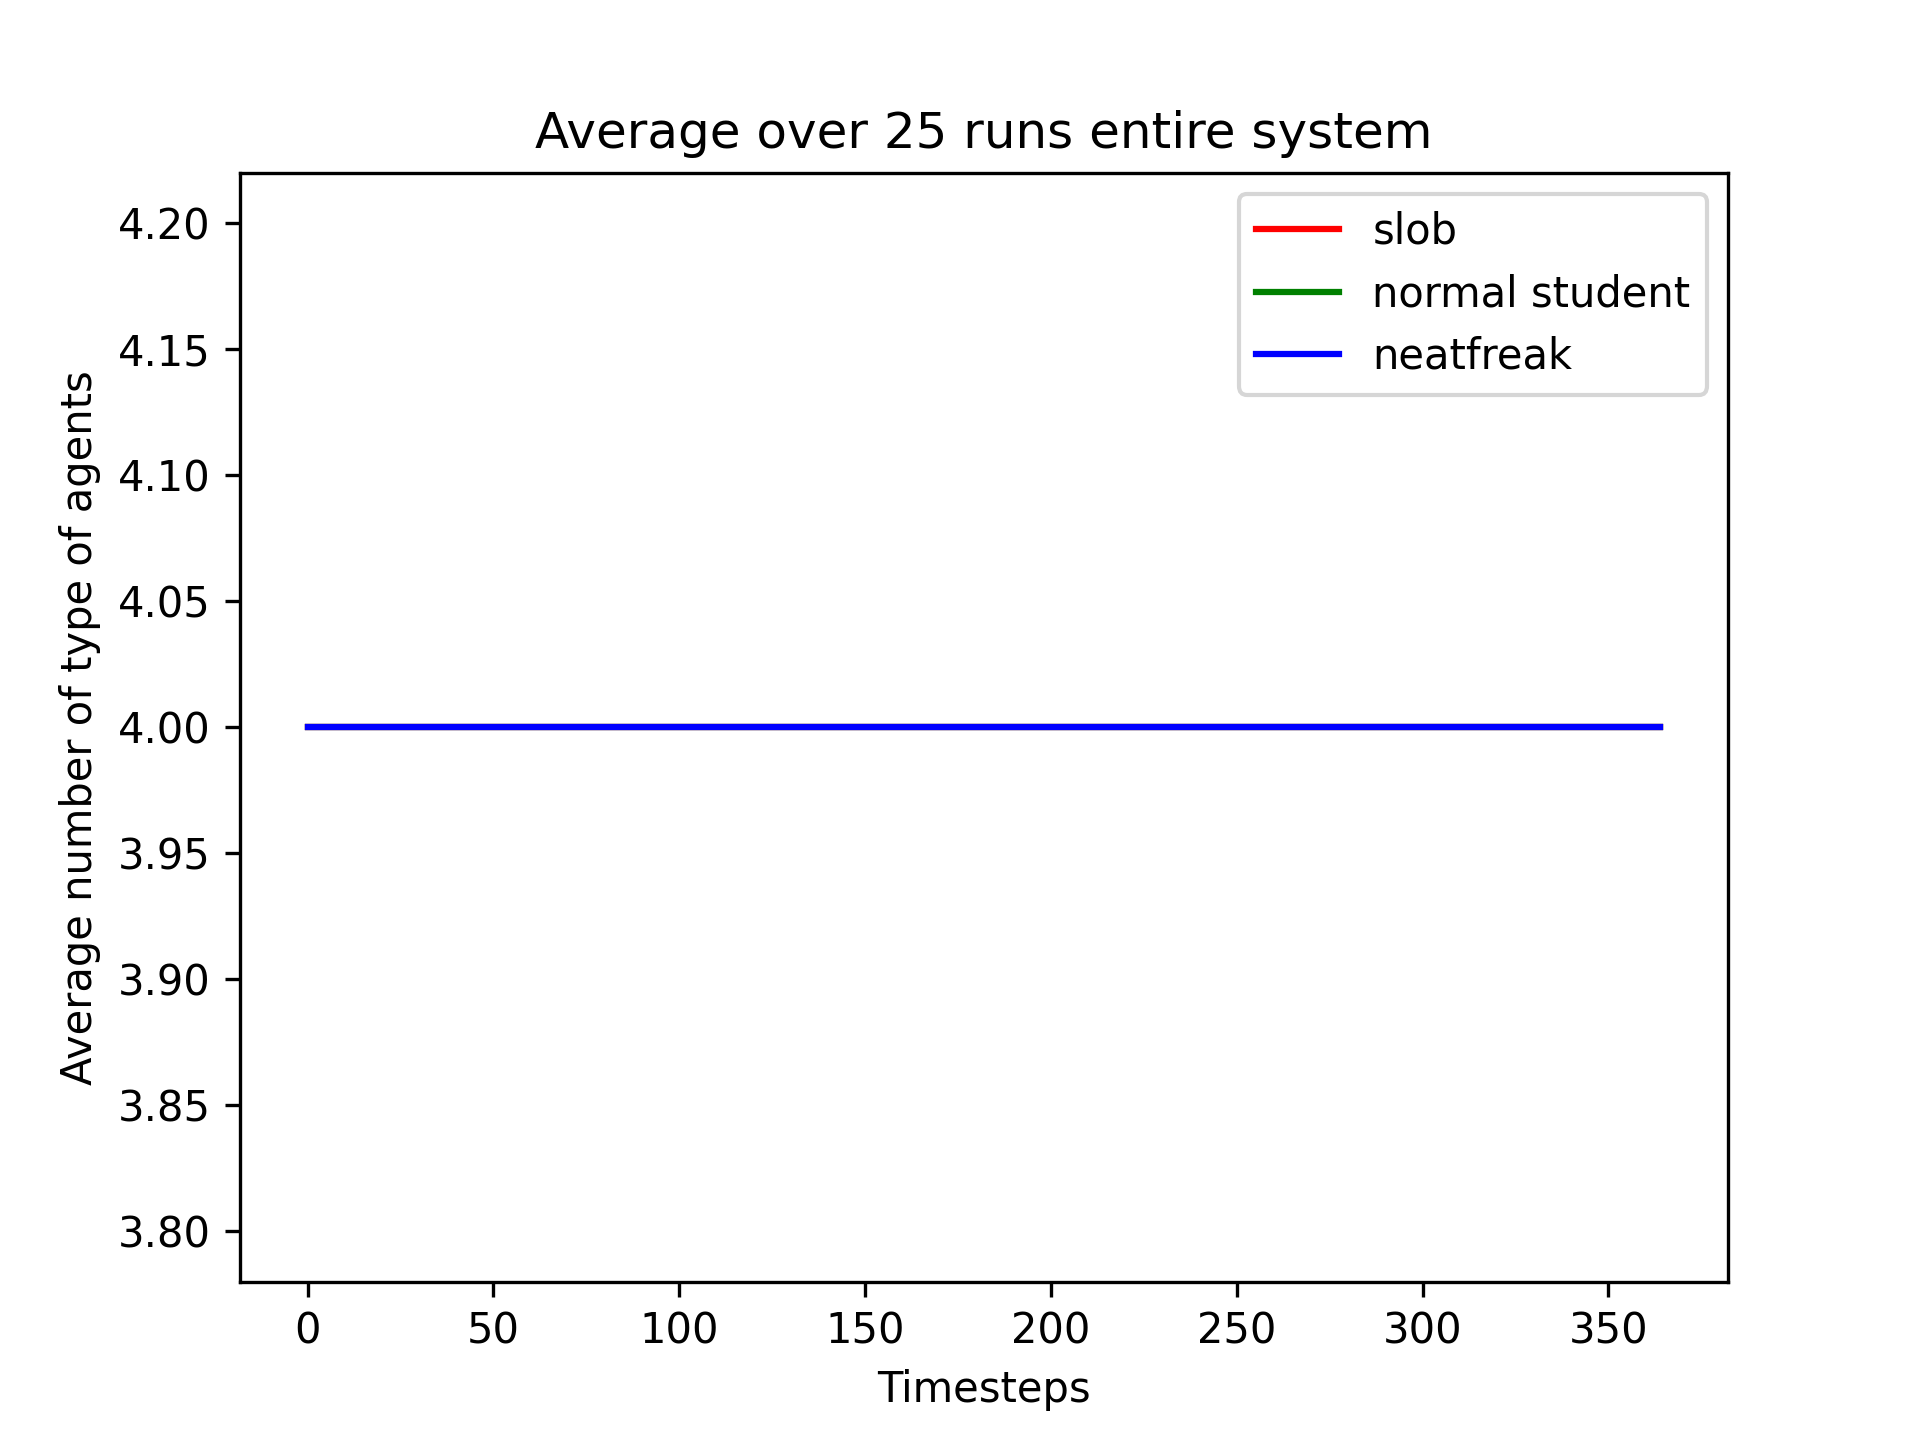 Average over 25 runs entire system
slob
normal student
neatfreak
Average number of type of agents
4.20
4.15
4.10
4.05
4.00
3.95
3.90
3.85
3.80
0 50 100 150 200 250 300 350
Timesteps